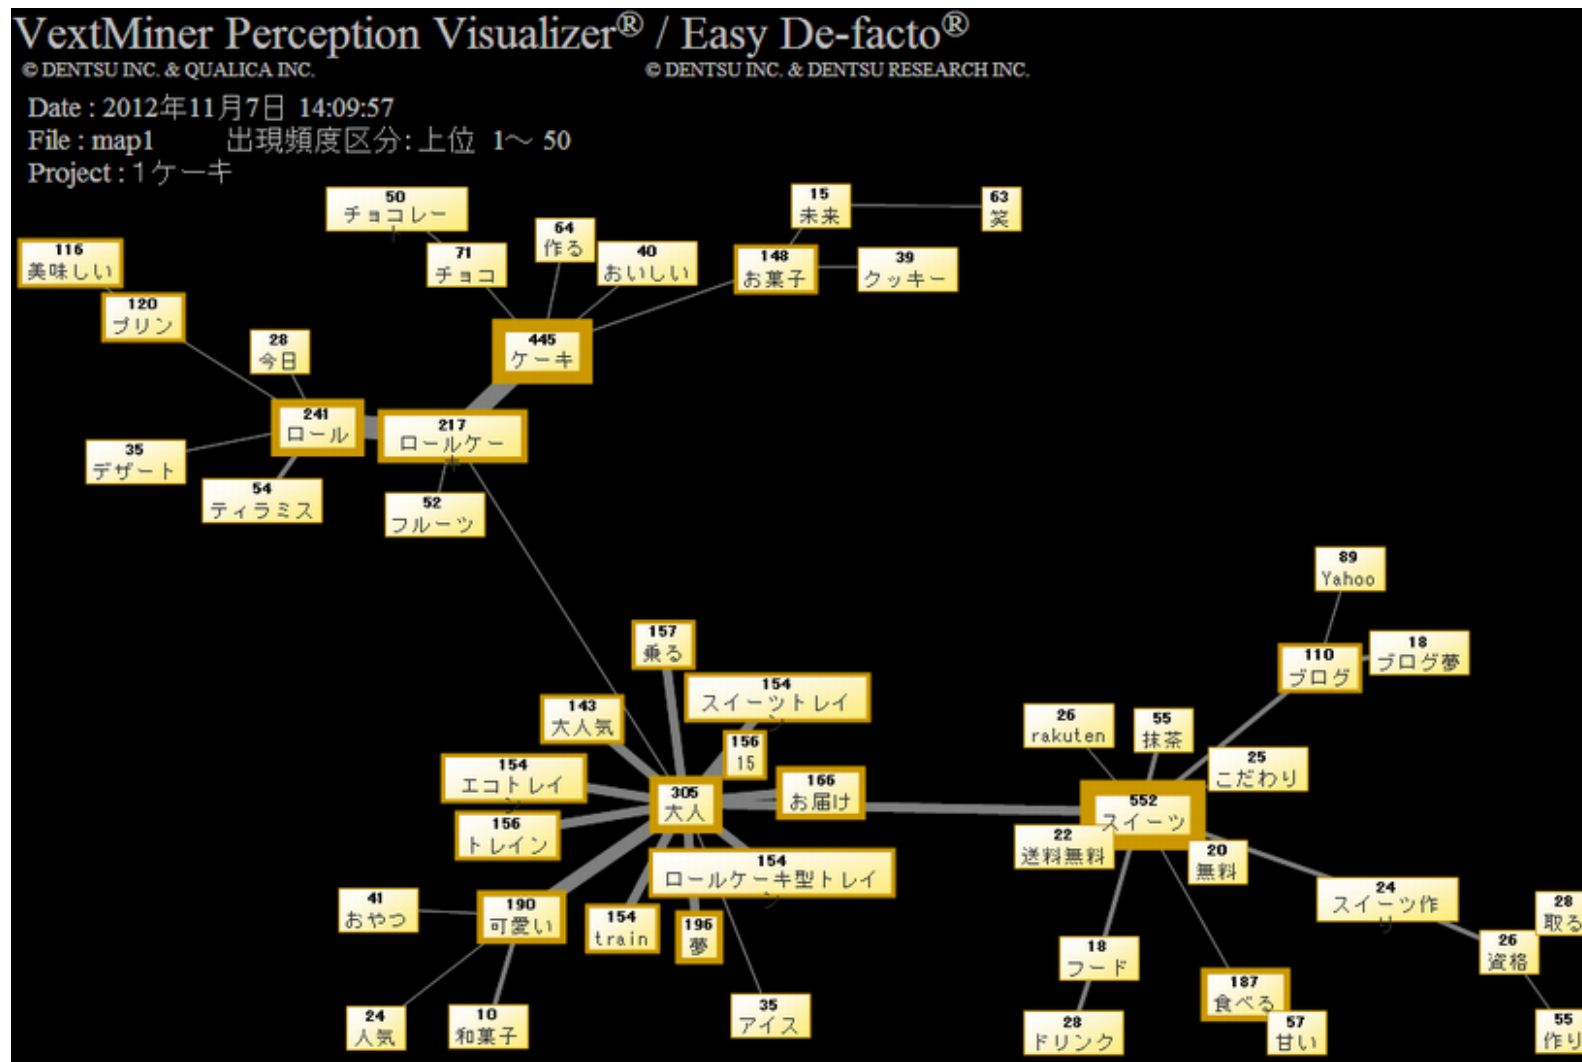 VextMiner Perception Visualizer® / Easy De-facto®
© DENTSU INC. & QUALICA INC.
© DENTSU INC. & DENTSU RESEARCH INC.
Date : 2012年11月7日 14:09:57
File : map1 出現頻度区分:上位 1～ 50
Project : 1ケーキ
50
チョコレー
ト
15
未来
63
笑
116
美味しい
71
チョコ
64
作る
40
おいしい
148
お菓子
39
クッキー
120
プリン
28
今日
445
ケーキ
241
ロール
217
ロールケー
キ
35
デザート
54
ティラミス
52
フルーツ
89
Yahoo
157
乗る
110
ブログ
18
ブログ夢
154
スイーツトレイ
ン
143
大人気
156
15
26
rakuten
55
抹茶
25
こだわり
154
エコトレイ
ン
166
お届け
305
大人
552
スイーツ
156
トレイン
22
送料無料
20
無料
154
ロールケーキ型トレイ
ン
24
スイーツ作
り
41
おやつ
190
可愛い
154
train
196
夢
28
取る
26
資格
18
フード
187
食べる
24
人気
10
和菓子
35
アイス
28
ドリンク
57
甘い
55
作り